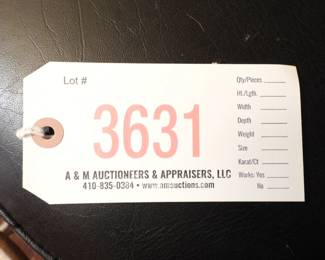 Lot #
3631
A & M AUCTIONEERS & APPRAISERS, LLC
410-835-0384 • www.amauctions.com
Qty/Pieces
Ht./Lgth.
Width
Depth
Weight
Size
Karat/Ct
Works: Yes
No